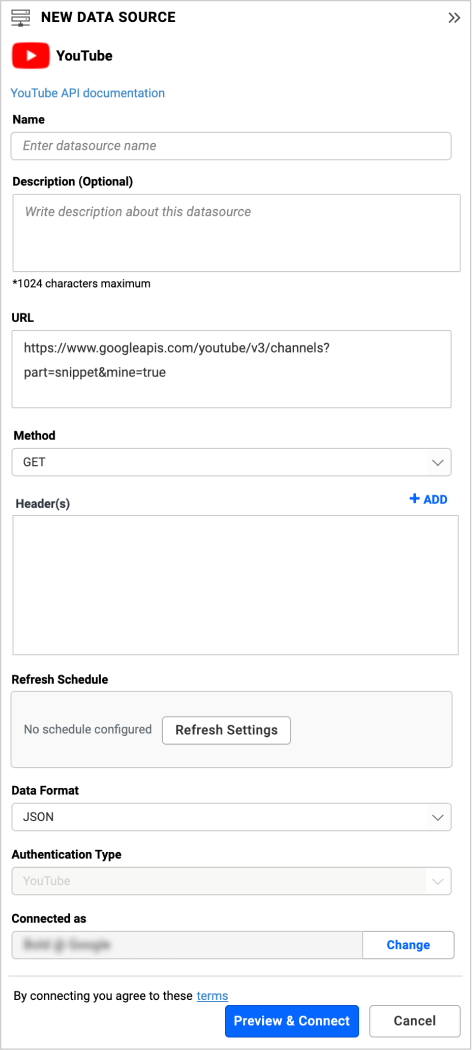 NEW DATA SOURCE
YouTube
YouTube API documentation
Name
Enter datasource name
Description (Optional)
Write description about this datasource
*1024 characters maximum
URL
https://www.googleapis.com/youtube/v3/channels?
part=snippet&mine=true
Method
GET
Header(s)
+ ADD
Refresh Schedule
No schedule configured
Refresh Settings
Data Format
JSON
Authentication Type
YouTube
Connected as
Change
By connecting you agree to these terms
Preview & Connect
Cancel